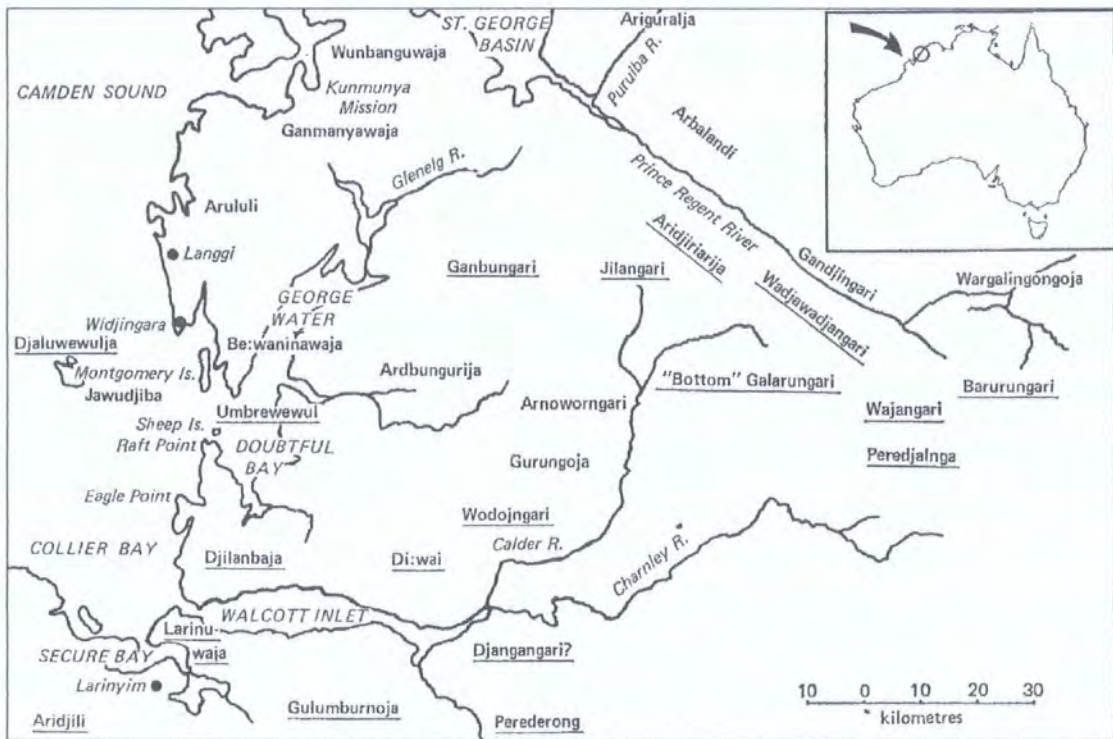 ST. GEORGE
BASIN
Ariguralja
Wunbanguwaja
Purulba R.
CAMDEN SOUND
Kunmunya
Mission
Ganmanyawaja
Arbalandi
Glenelg R.
Prince Regent River
Arululi
Langgi
Ganbungari
Jilangari
Aridjiriarija
Gandjingari
Wargalingongoja
GEORGE
WATER
Wadjawadjangari
Widjingara
Djaluwewulja
Be:waninawaja
Montgomery Is.
Jawudjiba
Ardbungurija
"Bottom" Galarungari
Barurungari
Arnoworngari
Wajangari
Umbrewewul
Sheep Is.
Raft Point
DOUBTFUL
BAY
Gurungoja
Peredjalnga
Eagle Point
Wodojngari
COLLIER BAY
Djilanbaja
Di:wai
Calder R.
Charnley R.
WALCOTT INLET
Larinu-
waja
SECURE BAY
Djangangari?
Larinyim
Aridjili
Gulumburnoja
Perederong
10 0 10 20 30
kilometres